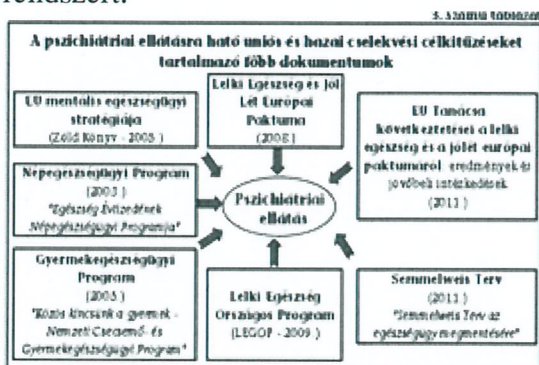 rendszert.
3. számú táblázat
A pszichiátriai ellátásra ható uniós és hazai cselekvési célkitűzéseket
tartalmazó főbb dokumentumok
EU mentális egészségügyi
stratégiája
(Zöld Könyv - 2005)
Lelki Egészség és Jól
Lét Európai
Paktuma
(2008)
EU Tanácsa
következtetései a lelki
egészség és a jólét európai
paktumáról eredmények és
jövőbeli intézkedések
(2011)
Népegészségügyi Program
(2003)
"Egészség Évtizedének
Népegészségügyi Programja"
Pszichiátriai
ellátás
Gyermekegészségügyi
Program
(2005)
"Közös kincsünk a gyermek -
Nemzeti Csecsemő- és
Gyermekegészségügyi Program"
Lelki Egészség
Országos Program
(LEGOP - 2009)
Semmelweis Terv
(2011)
"Semmelweis Terv az
egészségügy megmentésére"